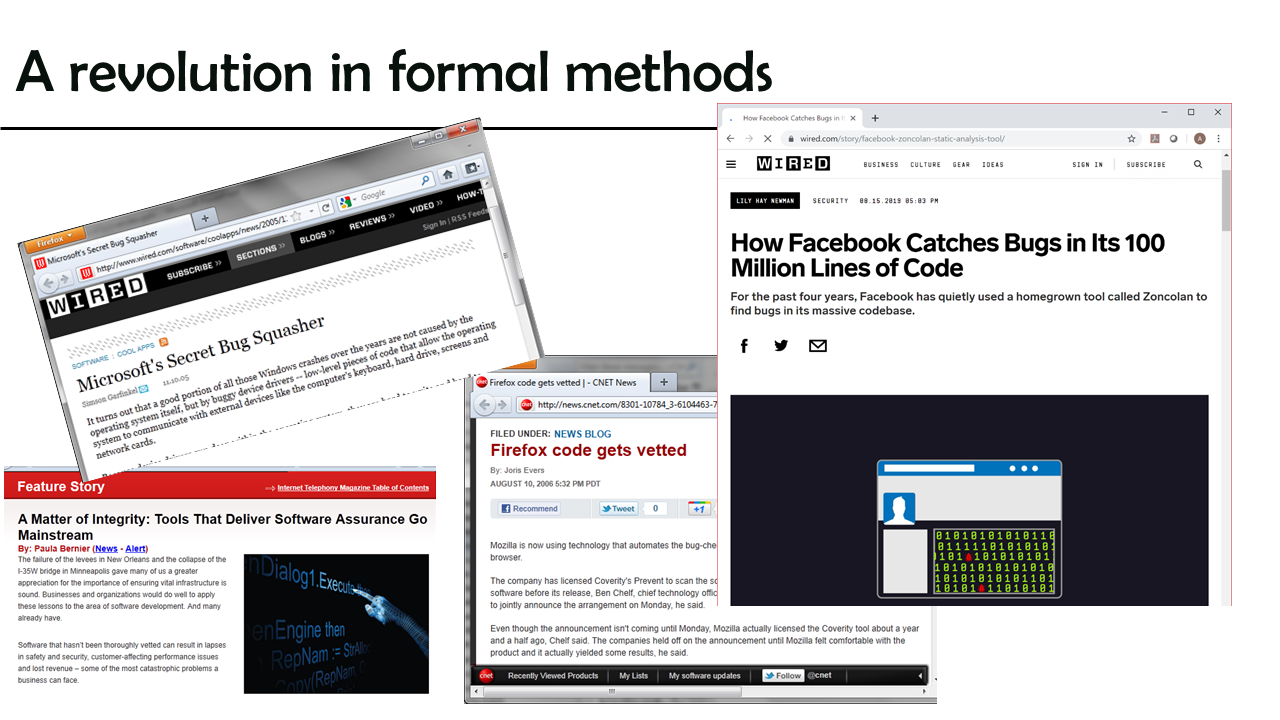 A revolution in formal methods
Firefox
Microsoft's Secret Bug Squasher
http://www.wired.com/software/coolapps/news/2005/1
Google
WIRED
SUBSCRIBE >>
SECTIONS >>
BLOGS >>
REVIEWS >>
VIDEO >>
HOW-T
Sign In | RSS Feeds
SOFTWARE : COOL APPS
Microsoft's Secret Bug Squasher
Simson Garfinkel 11.10.05
It turns out that a good portion of all those Windows crashes over the years are not caused by the
operating system itself, but by buggy device drivers -- low-level pieces of code that allow the operating
system to communicate with external devices like the computer's keyboard, hard drive, screens and
network cards.
How Facebook Catches Bugs in I
wired.com/story/facebook-zoncolan-static-analysis-tool/
A
WIRED
BUSINESS CULTURE GEAR IDEAS SIGN IN SUBSCRIBE
LILY HAY NEWMAN SECURITY 08.15.2019 05:03 PM
How Facebook Catches Bugs in Its 100
Million Lines of Code
For the past four years, Facebook has quietly used a homegrown tool called Zoncolan to
find bugs in its massive codebase.
Feature Story
Internet Telephony Magazine Table of Contents
A Matter of Integrity: Tools That Deliver Software Assurance Go
Mainstream
By: Paula Bernier (News - Alert)
The failure of the levees in New Orleans and the collapse of the
I-35W bridge in Minneapolis gave many of us a greater
appreciation for the importance of ensuring vital infrastructure is
sound. Businesses and organizations would do well to apply
these lessons to the area of software development. And many
already have.
Software that hasn't been thoroughly vetted can result in lapses
in safety and security, customer-affecting performance issues
and lost revenue – some of the most catastrophic problems a
business can face.
nDialog1.Execute
enEngine then
RepName := StrAllo
Copy(RepName,
cnet
Firefox code gets vetted | - CNET News
http://news.cnet.com/8301-10784_3-6104463-7
FILED UNDER: NEWS BLOG
Firefox code gets vetted
By: Joris Evers
AUGUST 10, 2006 5:32 PM PDT
Recommend
Tweet
0
+1
Mozilla is now using technology that automates the bug-che
browser.
The company has licensed Coverity's Prevent to scan the so
software before its release, Ben Chelf, chief technology offic
to jointly announce the arrangement on Monday, he said.
Even though the announcement isn't coming until Monday, Mozilla actually licensed the Coverity tool about a year
and a half ago, Chelf said. The companies held off on the announcement until Mozilla felt comfortable with the
product and it actually yielded some results, he said.
cnet
Recently Viewed Products
My Lists
My software updates
Follow @cnet